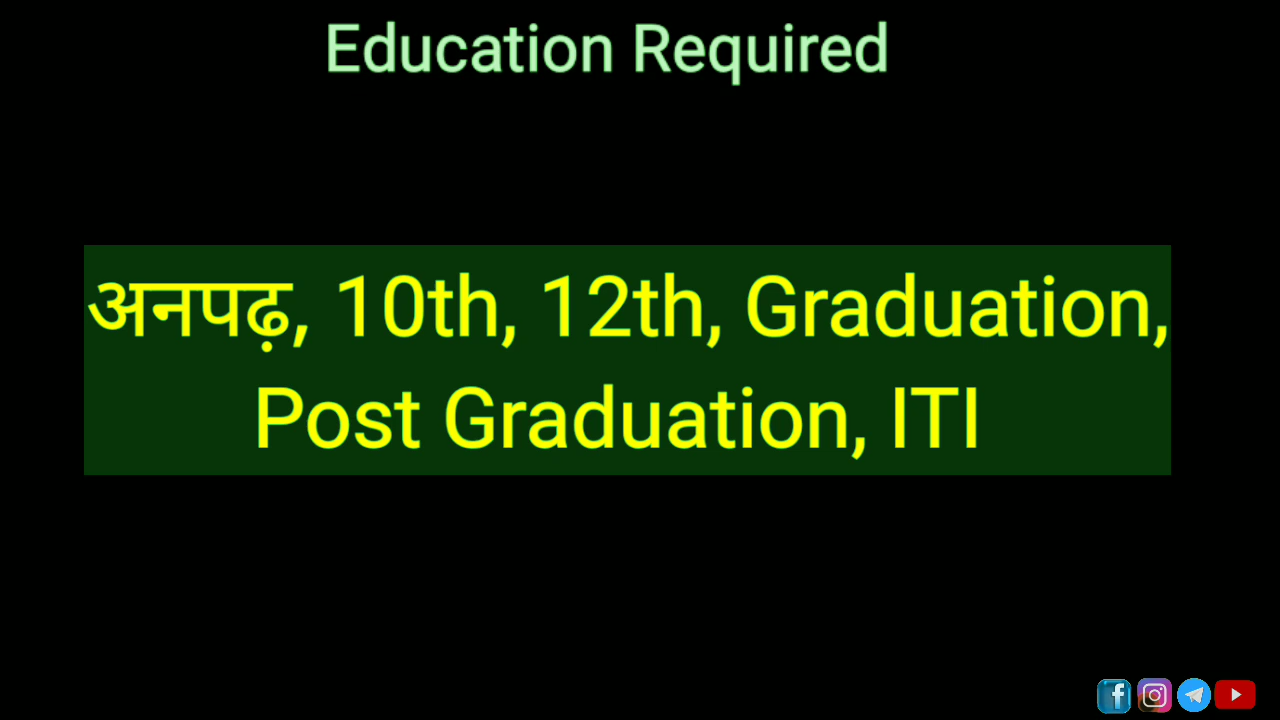 Education Required
अनपढ़, 10th, 12th, Graduation,
Post Graduation, ITI